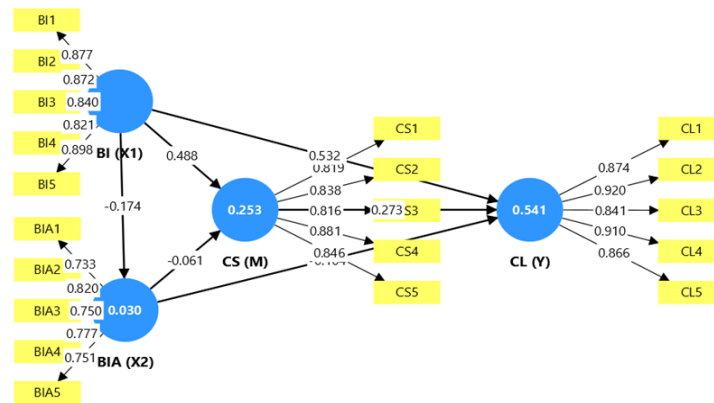 BI1
BI2
BI3
BI4
BI5
0.877
0.872
0.840
0.821
0.898
BI (X1)
-0.174
0.488
0.532
BIA1
BIA2
BIA3
BIA4
BIA5
0.733
0.820
0.750
0.777
0.751
0.030
BIA (X2)
-0.061
0.253
CS (M)
0.819
0.838
0.816
0.881
0.846
0.273
CS1
CS2
S3
CS4
CS5
0.541
CL (Y)
0.874
0.920
0.841
0.910
0.866
CL1
CL2
CL3
CL4
CL5